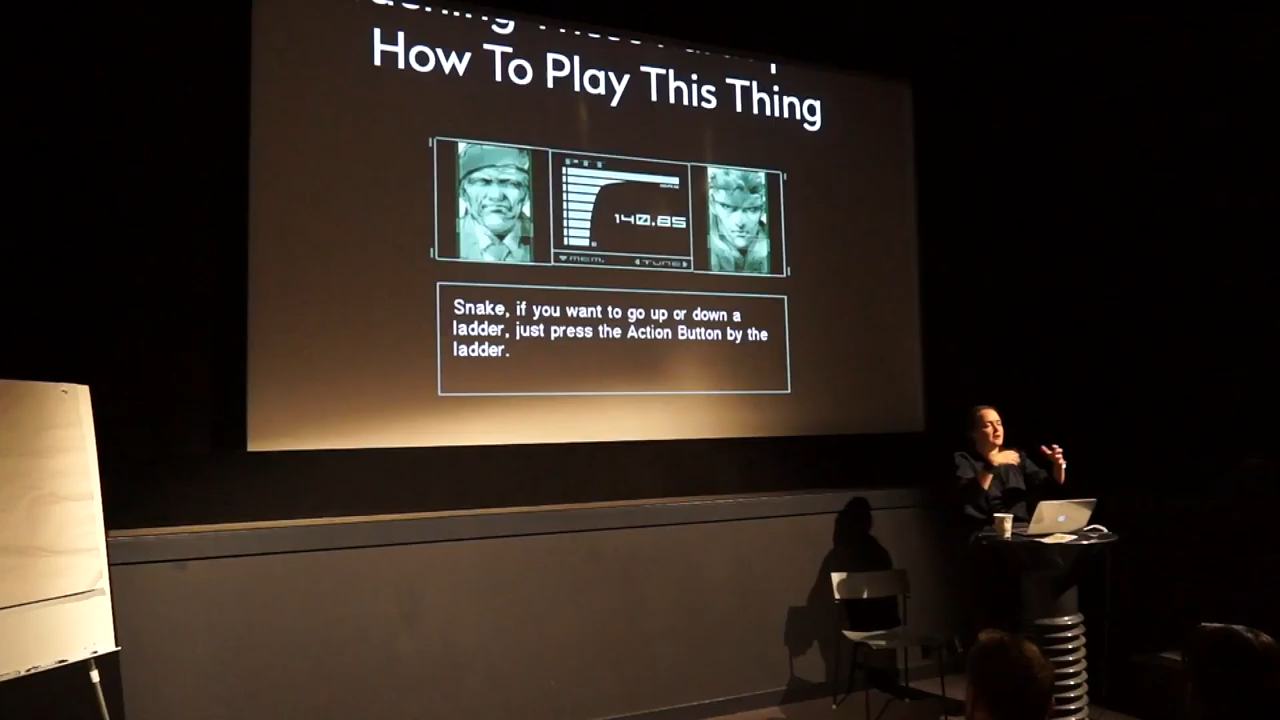 How To Play This Thing
140.85
MEM.
TUNE
Snake, if you want to go up or down a
ladder, just press the Action Button by the
ladder.